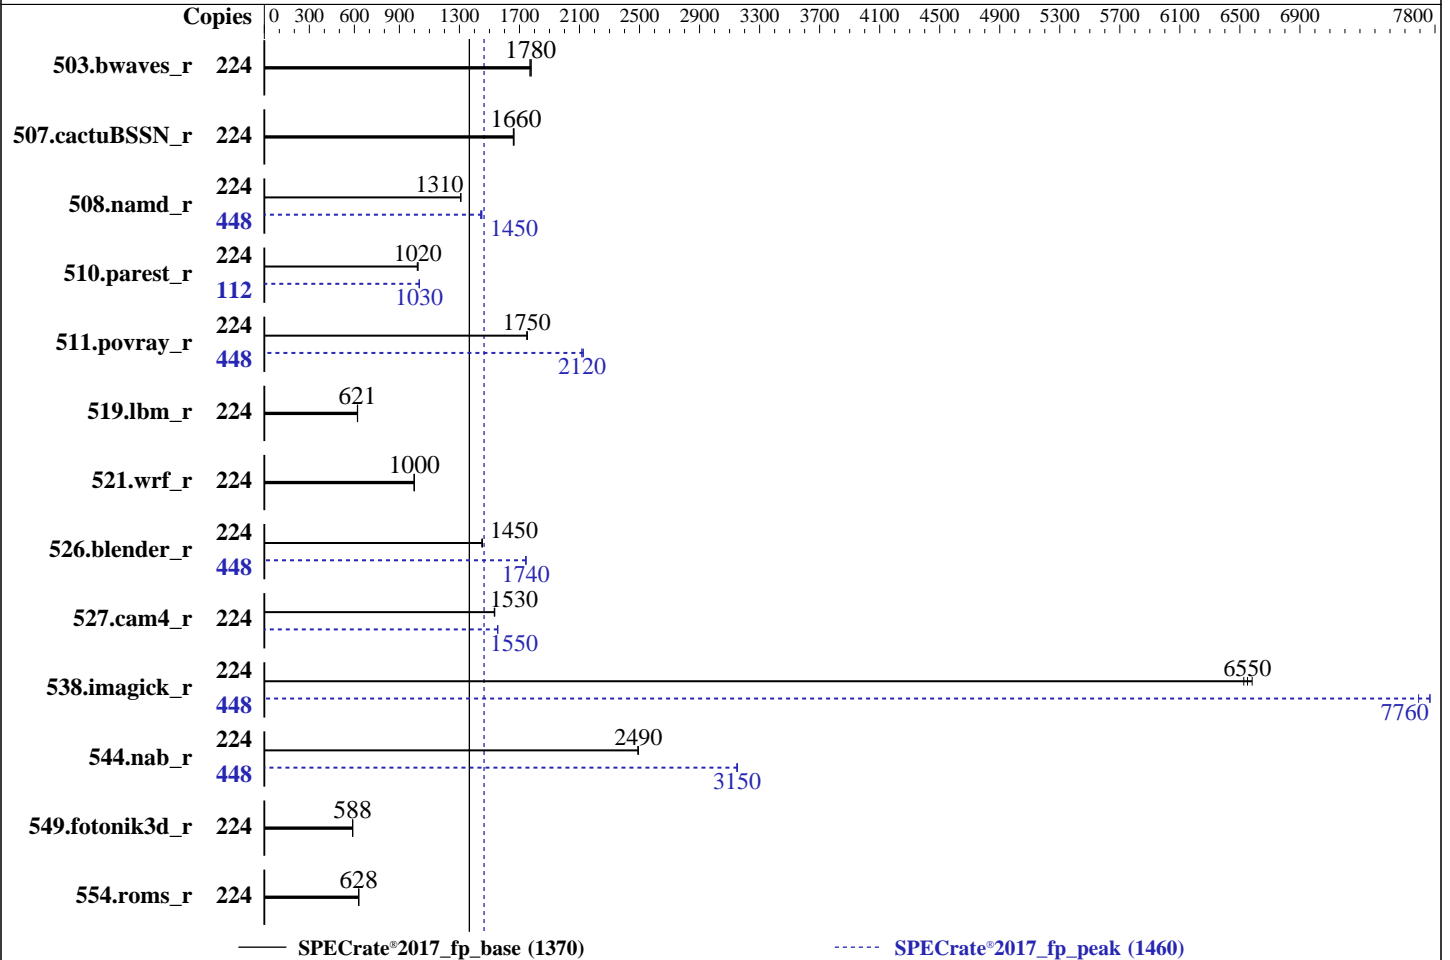 Copies 0 300 600 900 1300 1700 2100 2500 2900 3300 3700 4100 4500 4900 5300 5700 6100 6500 6900 7800
503.bwaves_r 224 1780
507.cactuBSSN_r 224 1660
508.namd_r 224 1310
448 1450
510.parest_r 224 1020
112 1030
511.povray_r 224 1750
448 2120
519.lbm_r 224 621
521.wrf_r 224 1000
526.blender_r 224 1450
448 1740
527.cam4_r 224 1530
1550
538.imagick_r 224 6550
448 7760
544.nab_r 224 2490
448 3150
549.fotonik3d_r 224 588
554.roms_r 224 628
SPECrate®2017_fp_base (1370) SPECrate®2017_fp_peak (1460)